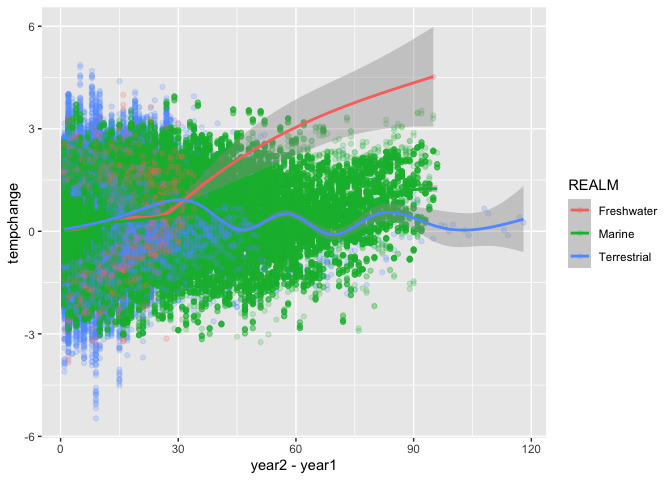 6
3
0
-3
-6
tempchange
0
30
60
90
120
year2 - year1
REALM
Freshwater
Marine
Terrestrial